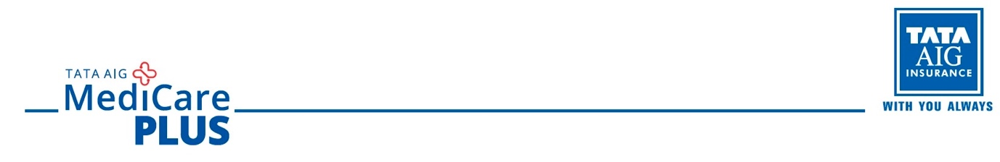 TATA AIG
MediCare
PLUS
TATA
AIG
INSURANCE
WITH YOU ALWAYS